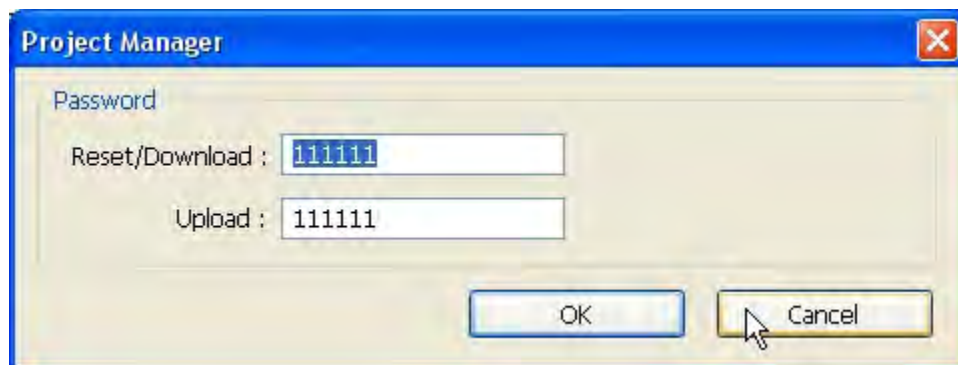 Project Manager
Password
Reset/Download : 111111
Upload : 111111
OK Cancel